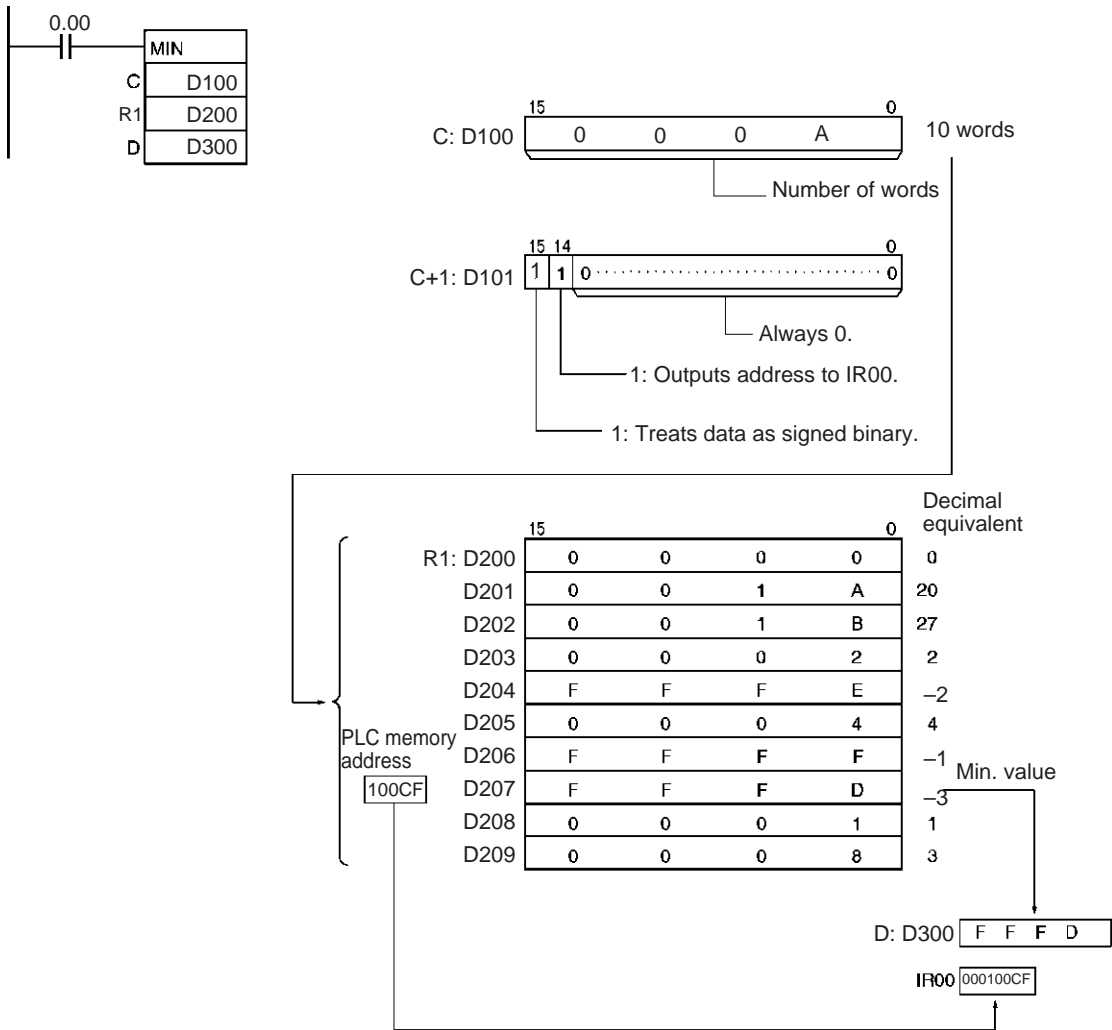 0.00
MIN
C D100
R1 D200
D D300
15 0
C: D100 0 0 0 A 10 words
Number of words
15 14 0
C+1: D101 1 1 0 0
Always 0.
1: Outputs address to IR00.
1: Treats data as signed binary.
Decimal
equivalent
15 0
R1: D200 0 0 0 0 0
D201 0 0 1 A 20
D202 0 0 1 B 27
D203 0 0 0 2 2
D204 F F F E –2
D205 0 0 0 4 4
PLC memory
address
D206 F F F F –1
Min. value
100CF
D207 F F F D –3
D208 0 0 0 1 1
D209 0 0 0 8 3
D: D300 F F F D
IR00 000100CF